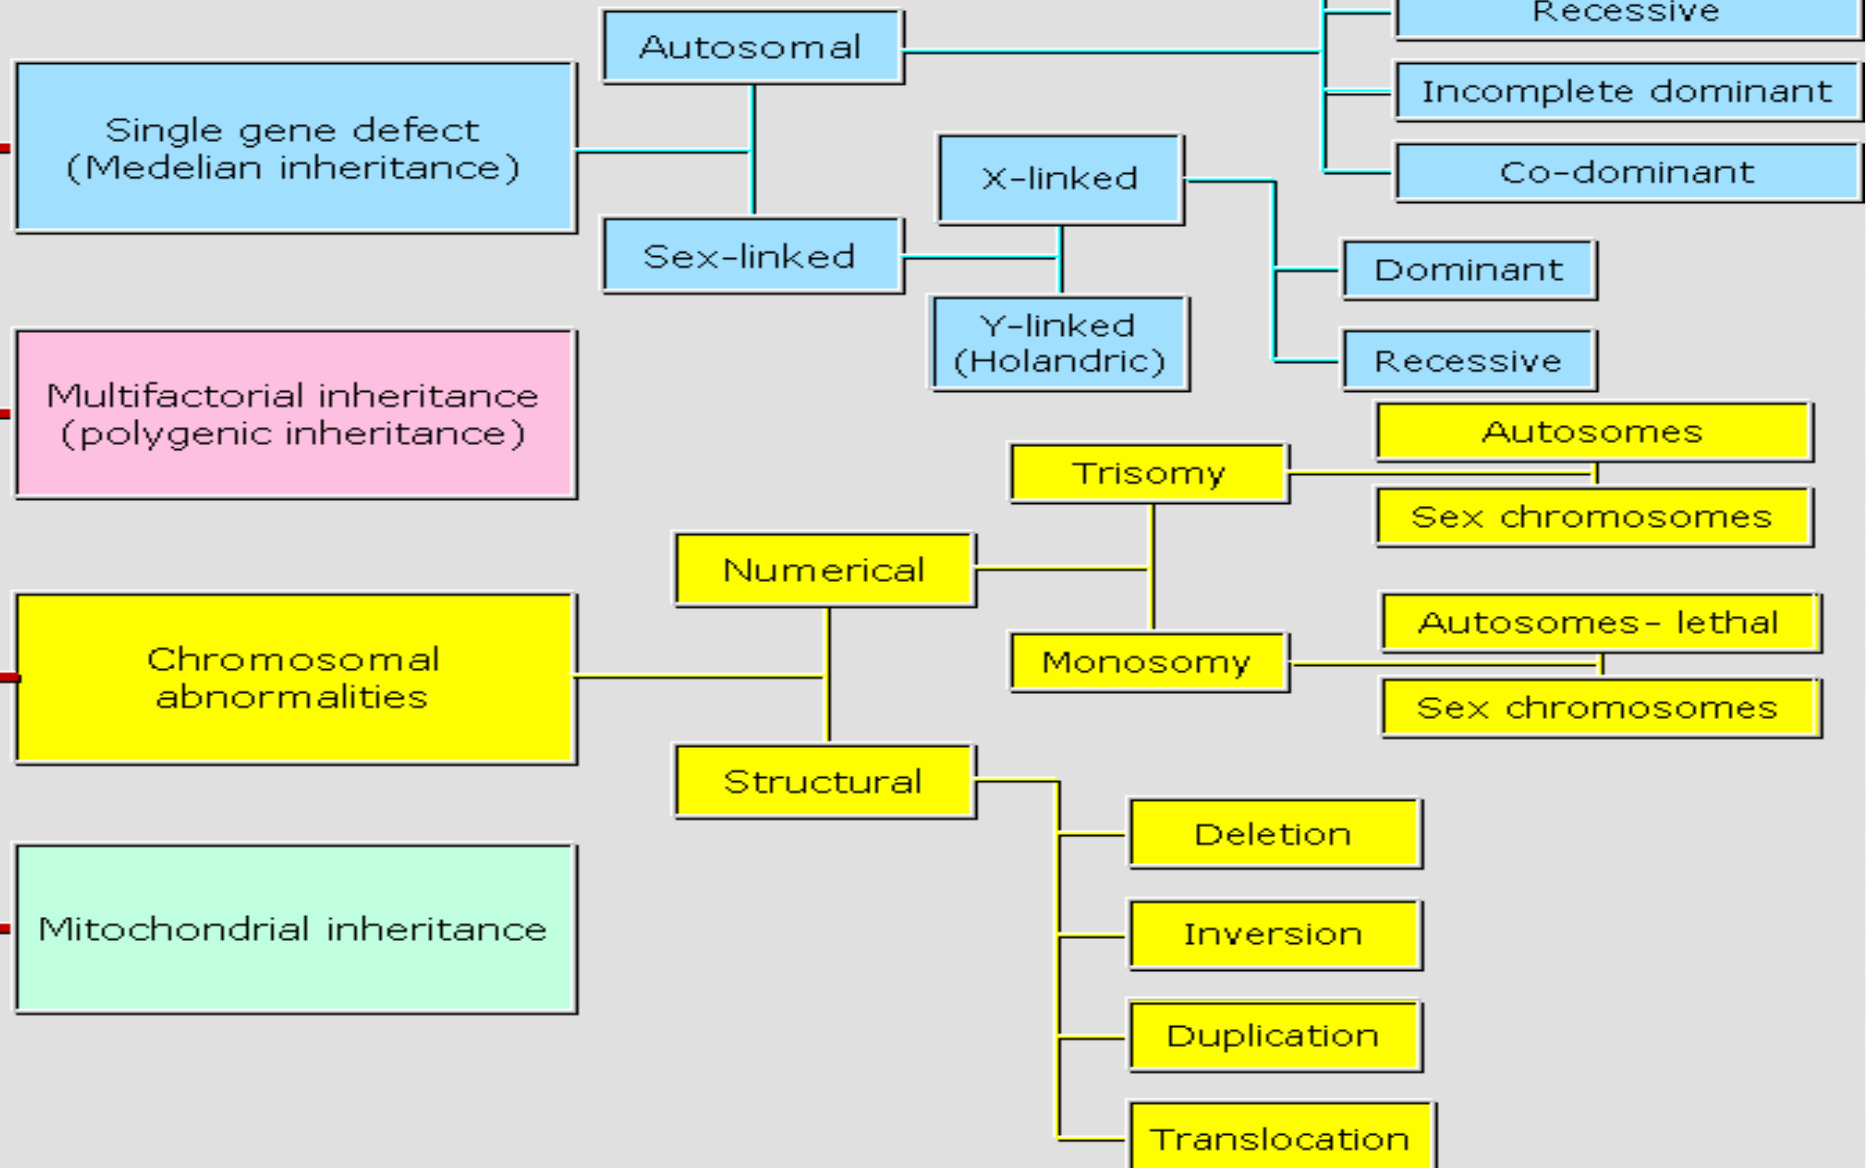 Recessive
Autosomal
Incomplete dominant
Single gene defect
(Medelian inheritance)
X-linked
Co-dominant
Sex-linked
Dominant
Y-linked
(Holandric)
Recessive
Multifactorial inheritance
(polygenic inheritance)
Autosomes
Trisomy
Sex chromosomes
Numerical
Autosomes- lethal
Chromosomal
abnormalities
Monosomy
Sex chromosomes
Structural
Deletion
Mitochondrial inheritance
Inversion
Duplication
Translocation